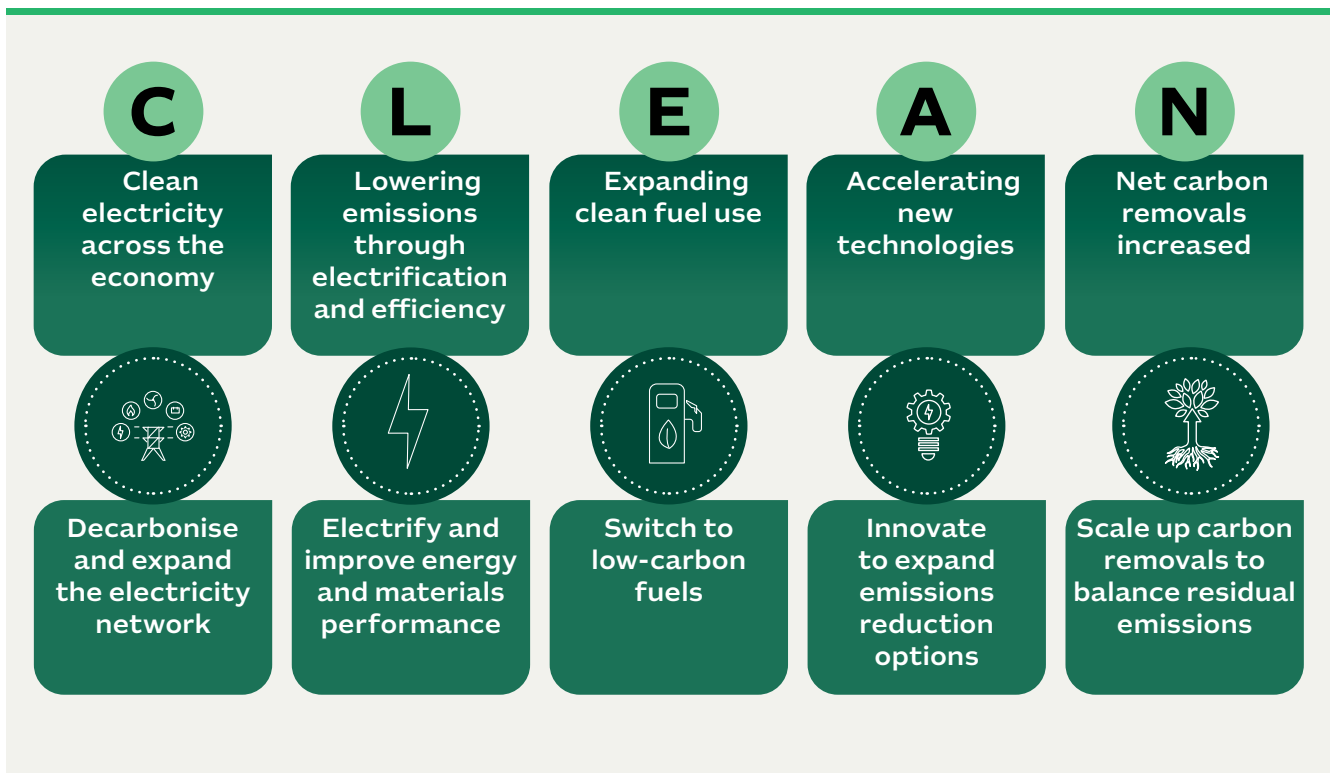 C
Clean
electricity
across the
economy
Decarbonise
and expand
the electricity
network
L
Lowering
emissions
through
electrification
and efficiency
Electrify and
improve energy
and materials
performance
E
Expanding
clean fuel use
Switch to
low-carbon
fuels
A
Accelerating
new
technologies
Innovate
to expand
emissions
reduction
options
N
Net carbon
removals
increased
Scale up carbon
removals to
balance residual
emissions